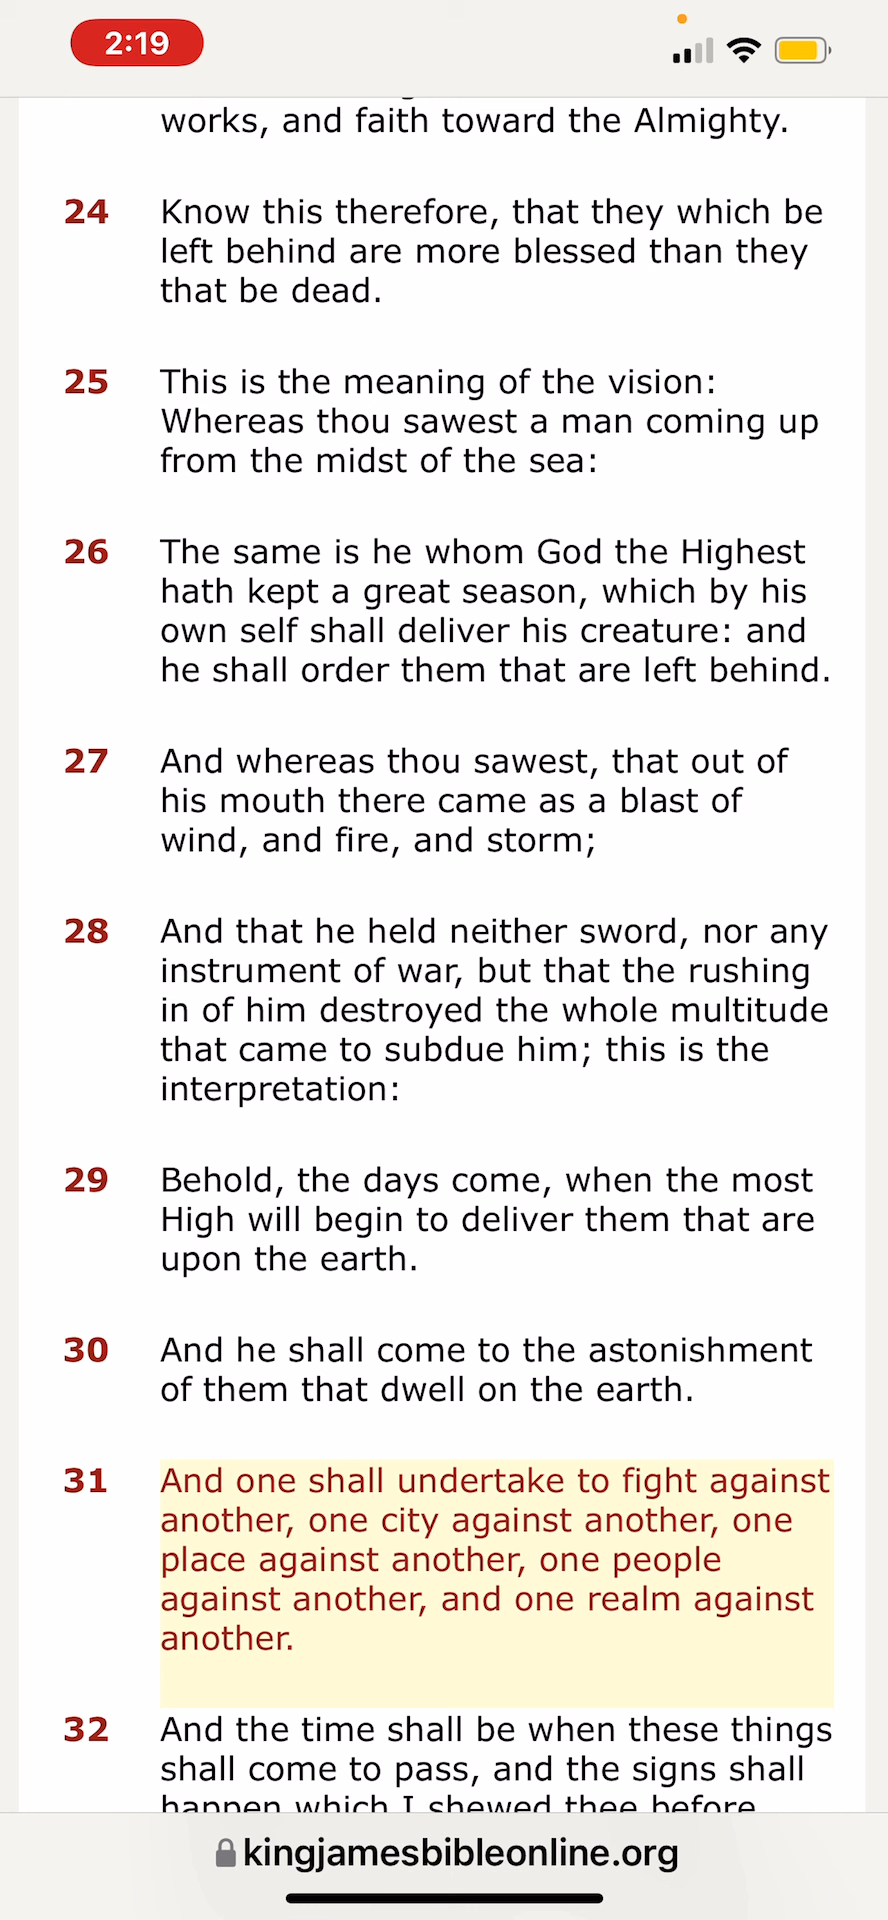 2:19
works, and faith toward the Almighty.
24 Know this therefore, that they which be
left behind are more blessed than they
that be dead.
25 This is the meaning of the vision:
Whereas thou sawest a man coming up
from the midst of the sea:
26 The same is he whom God the Highest
hath kept a great season, which by his
own self shall deliver his creature: and
he shall order them that are left behind.
27 And whereas thou sawest, that out of
his mouth there came as a blast of
wind, and fire, and storm;
28 And that he held neither sword, nor any
instrument of war, but that the rushing
in of him destroyed the whole multitude
that came to subdue him; this is the
interpretation:
29 Behold, the days come, when the most
High will begin to deliver them that are
upon the earth.
30 And he shall come to the astonishment
of them that dwell on the earth.
31 And one shall undertake to fight against
another, one city against another, one
place against another, one people
against another, and one realm against
another.
32 And the time shall be when these things
shall come to pass, and the signs shall
happen which I shewed thee before
kingjamesbibleonline.org